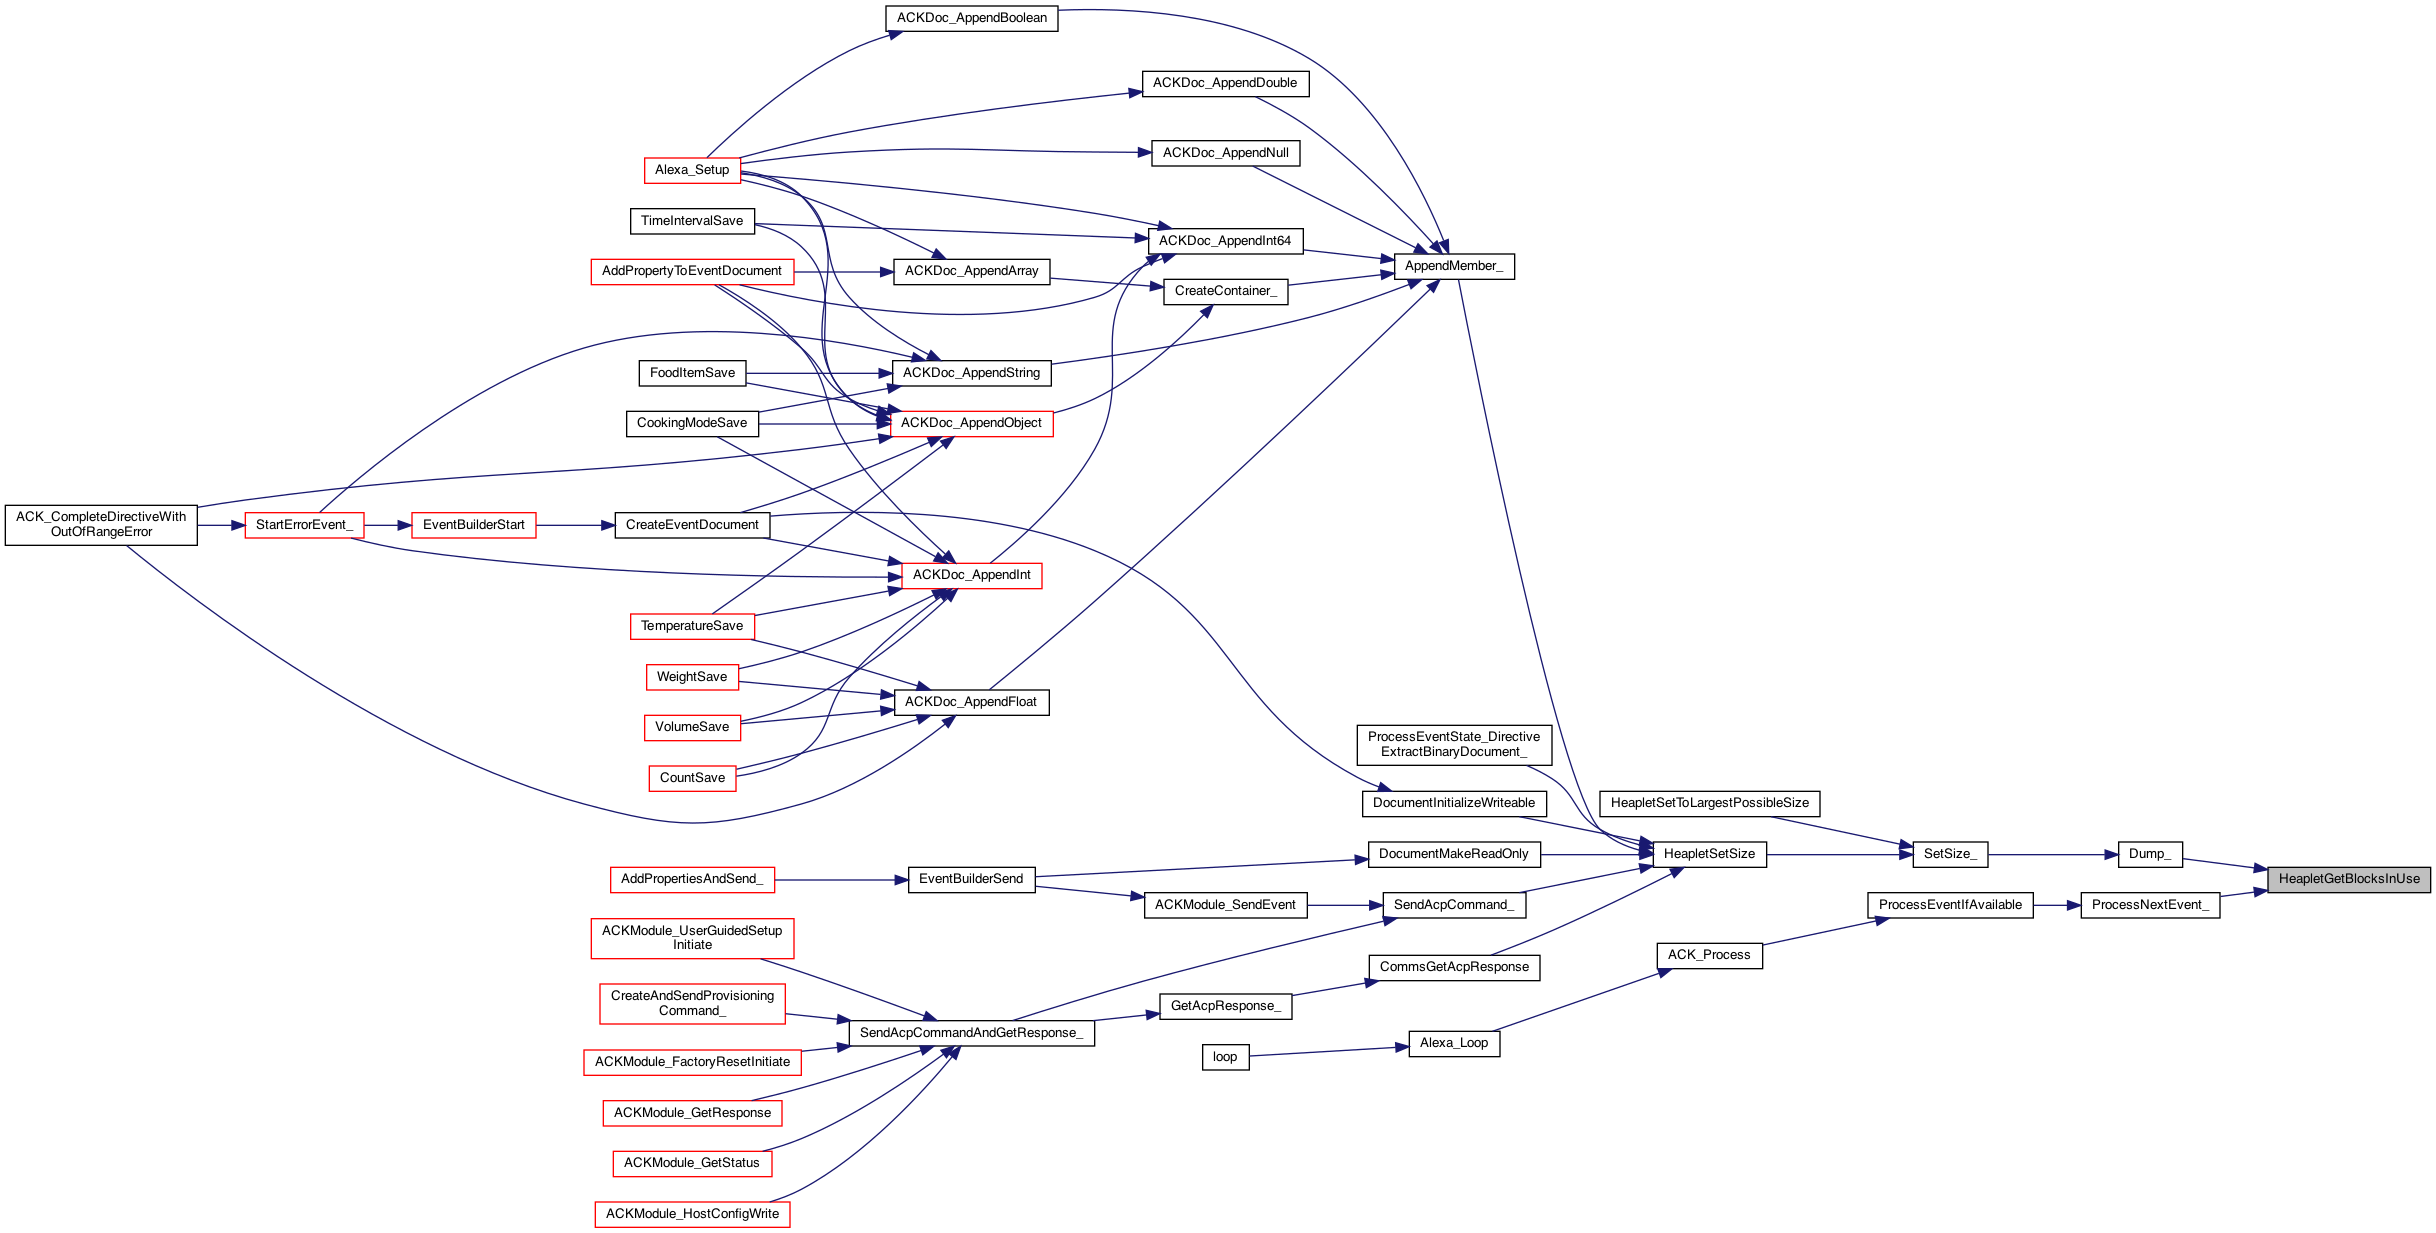 ACKDoc_AppendBoolean
ACKDoc_AppendDouble
ACKDoc_AppendNull
Alexa_Setup
TimeIntervalSave
ACKDoc_AppendInt64
AddPropertyToEventDocument
ACKDoc_AppendArray
AppendMember_
CreateContainer_
FoodItemSave
ACKDoc_AppendString
CookingModeSave
ACKDoc_AppendObject
ACK_CompleteDirectiveWith
OutOfRangeError
StartErrorEvent_
EventBuilderStart
CreateEventDocument
ACKDoc_AppendInt
TemperatureSave
WeightSave
ACKDoc_AppendFloat
VolumeSave
CountSave
ProcessEventState_Directive
ExtractBinaryDocument_
DocumentInitializeWriteable
HeapletSetToLargestPossibleSize
DocumentMakeReadOnly
HeapletSetSize
SetSize_
Dump_
HeapletGetBlocksInUse
AddPropertiesAndSend_
EventBuilderSend
ACKModule_SendEvent
SendAcpCommand_
ProcessEventIfAvailable
ProcessNextEvent_
ACKModule_UserGuidedSetup
Initiate
CommsGetAcpResponse
ACK_Process
CreateAndSendProvisioning
Command_
GetAcpResponse_
SendAcpCommandAndGetResponse_
Alexa_Loop
loop
ACKModule_FactoryResetInitiate
ACKModule_GetResponse
ACKModule_GetStatus
ACKModule_HostConfigWrite